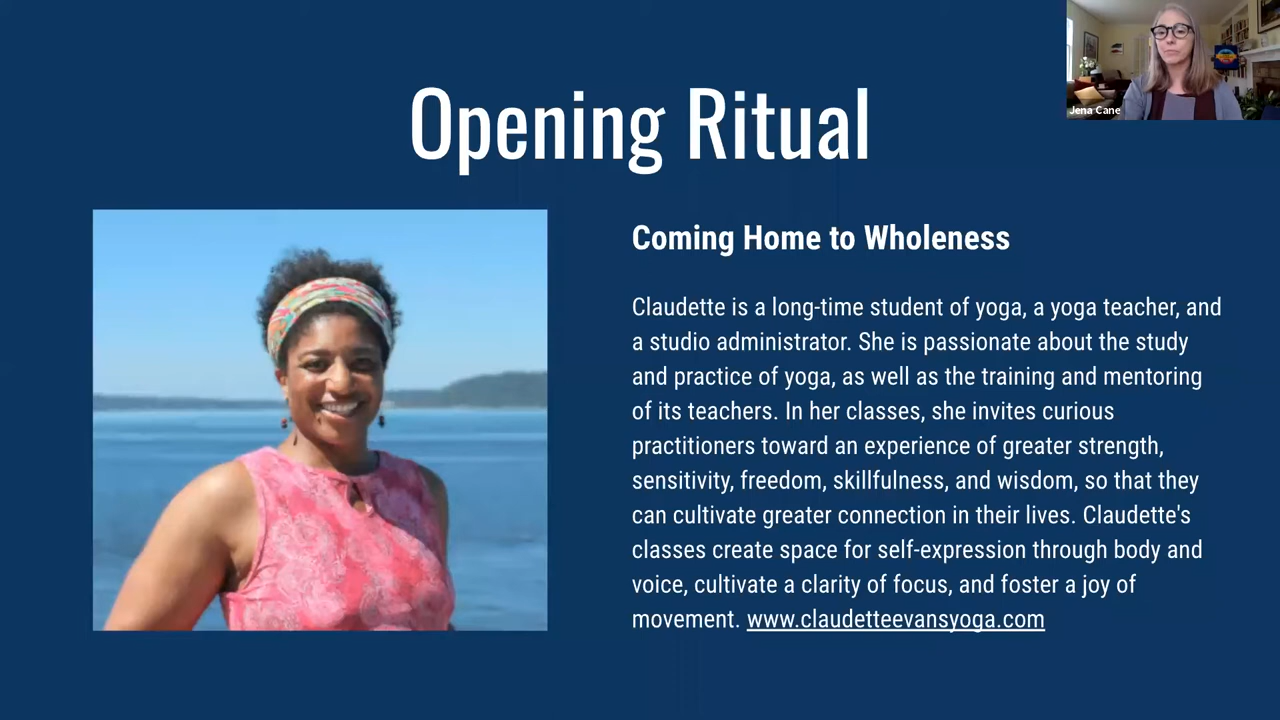 Opening Ritual
Jena Cane
Coming Home to Wholeness
Claudette is a long-time student of yoga, a yoga teacher, and
a studio administrator. She is passionate about the study
and practice of yoga, as well as the training and mentoring
of its teachers. In her classes, she invites curious
practitioners toward an experience of greater strength,
sensitivity, freedom, skillfulness, and wisdom, so that they
can cultivate greater connection in their lives. Claudette's
classes create space for self-expression through body and
voice, cultivate a clarity of focus, and foster a joy of
movement. www.claudetteevansyoga.com